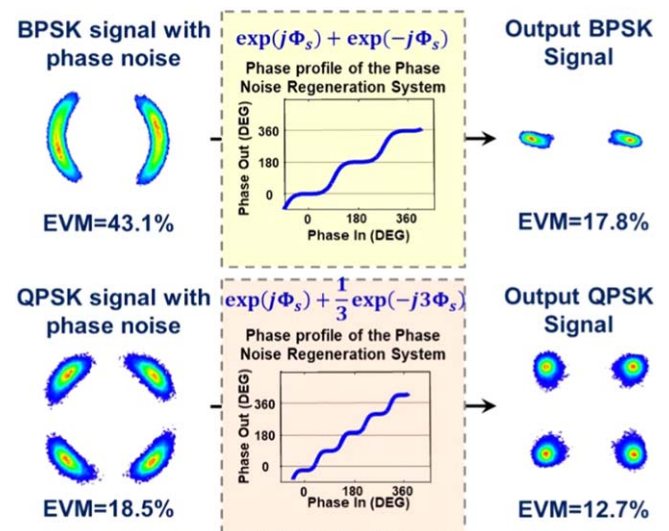 BPSK signal with
phase noise
exp(jΦₛ) + exp(−jΦₛ)
Phase profile of the Phase
Noise Regeneration System
Phase Out (DEG)
360
180
0
0 180 360
Phase In (DEG)
EVM=43.1%
Output BPSK
Signal
EVM=17.8%
QPSK signal with
phase noise
exp(jΦₛ) + 1/3 exp(−j3Φₛ)
Phase profile of the Phase
Noise Regeneration System
Phase Out (DEG)
360
180
0
0 180 360
Phase In (DEG)
EVM=18.5%
Output QPSK
Signal
EVM=12.7%